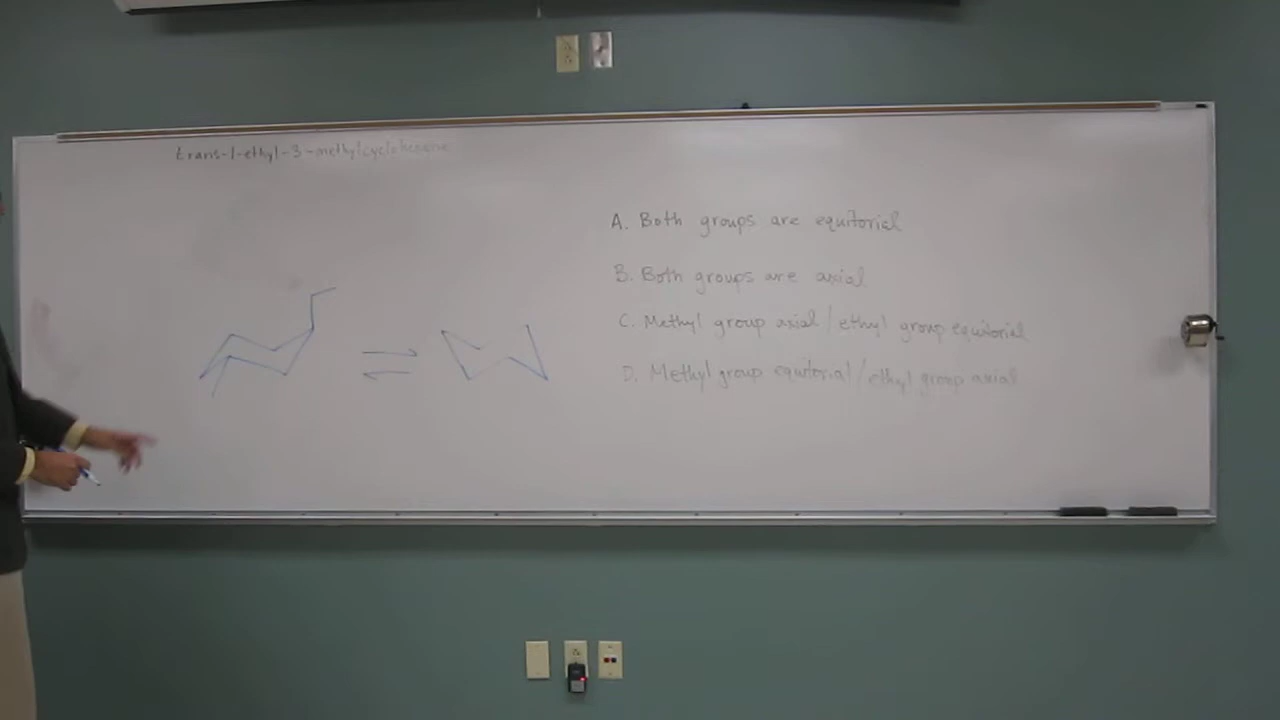 trans-1-ethyl-3-methylcyclohexane
A. Both groups are equitorial
B. Both groups are axial
C. Methyl group axial/ethyl group equitorial
D. Methyl group equitorial/ethyl group axial